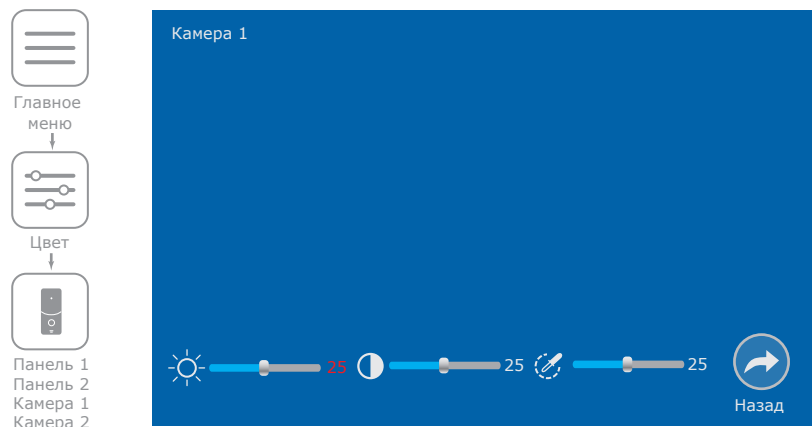 Главное
меню
Цвет
Панель 1
Панель 2
Камера 1
Камера 2
Камера 1
25
25
25
Назад